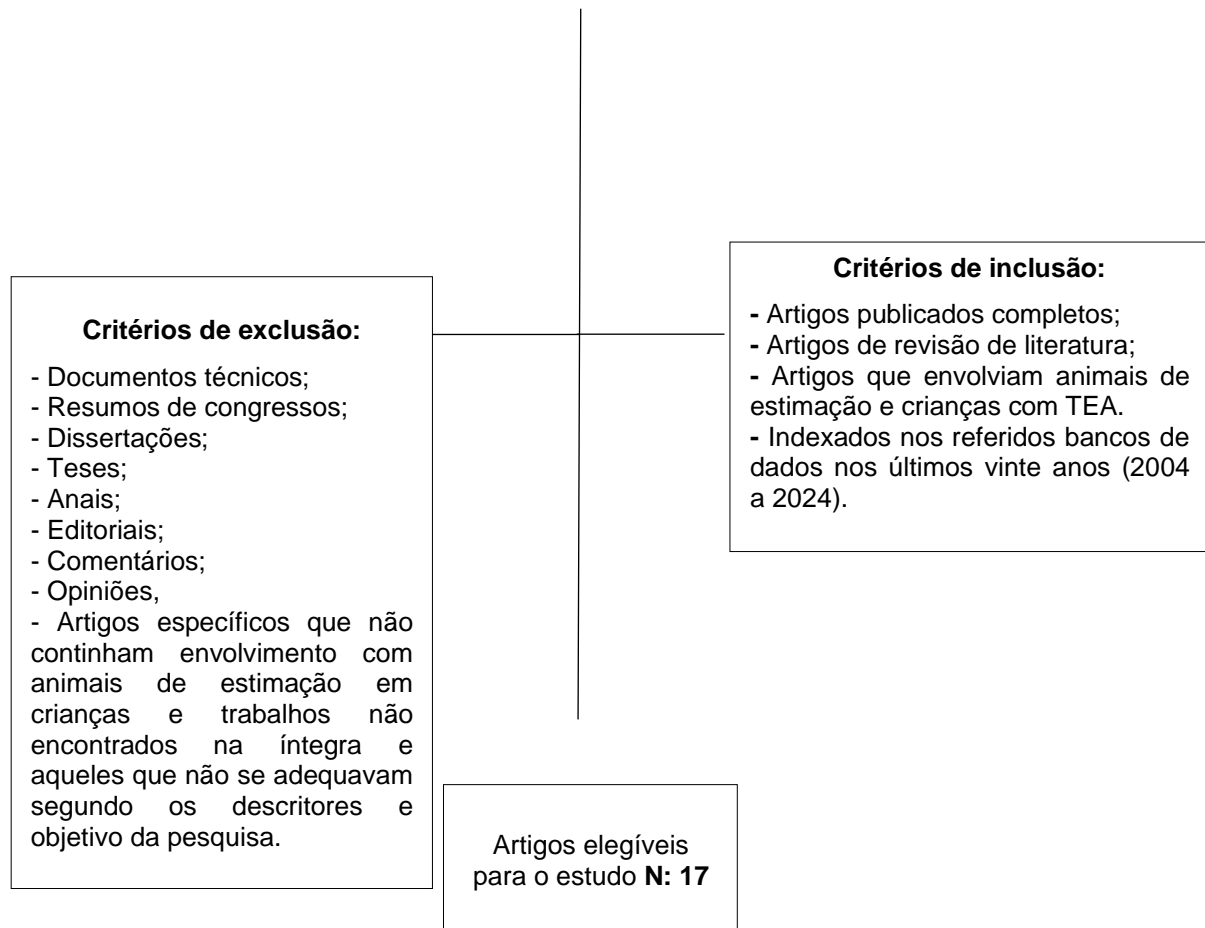 Critérios de exclusão:
- Documentos técnicos;
- Resumos de congressos;
- Dissertações;
- Teses;
- Anais;
- Editoriais;
- Comentários;
- Opiniões,
- Artigos específicos que não
continham envolvimento com
animais de estimação em
crianças e trabalhos não
encontrados na íntegra e
aqueles que não se adequavam
segundo os descritores e
objetivo da pesquisa.
Critérios de inclusão:
- Artigos publicados completos;
- Artigos de revisão de literatura;
- Artigos que envolviam animais de
estimação e crianças com TEA.
- Indexados nos referidos bancos de
dados nos últimos vinte anos (2004
a 2024).
Artigos elegíveis
para o estudo N: 17